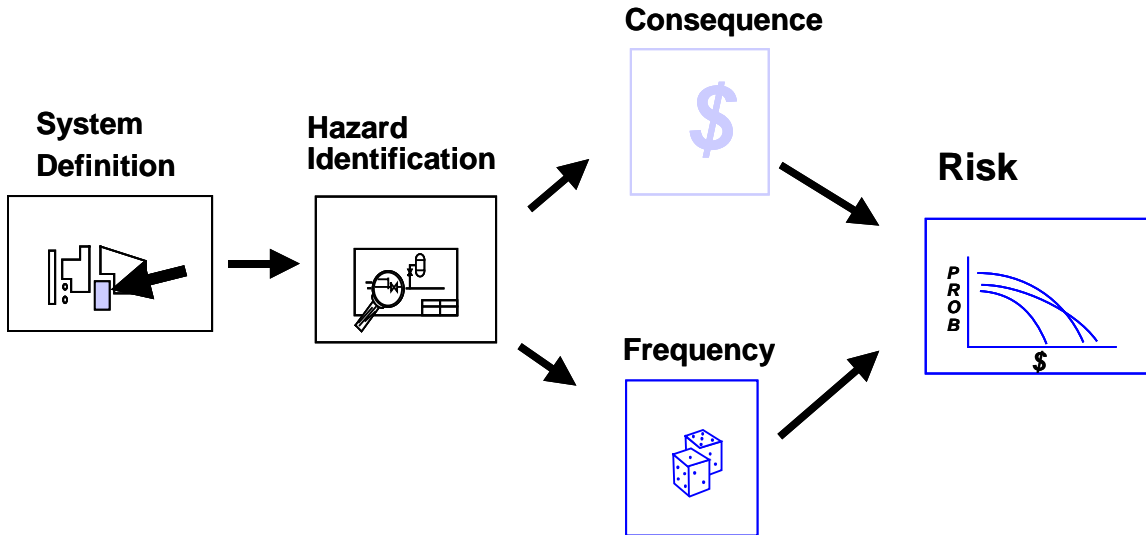 Consequence
$
System
Definition
Hazard
Identification
Risk
P
R
O
B
$
Frequency